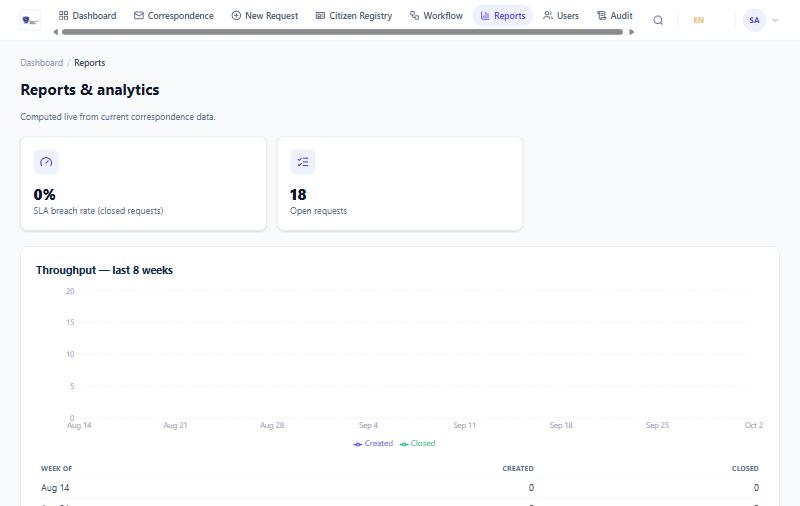 Dashboard Correspondence New Request Citizen Registry Workflow Reports Users Audit EN SA
Dashboard / Reports
Reports & analytics
Computed live from current correspondence data.
0%
SLA breach rate (closed requests)
18
Open requests
Throughput — last 8 weeks
20
15
10
5
0
Aug 14 Aug 21 Aug 28 Sep 4 Sep 11 Sep 18 Sep 25 Oct 2
Created Closed
WEEK OF CREATED CLOSED
Aug 14 0 0